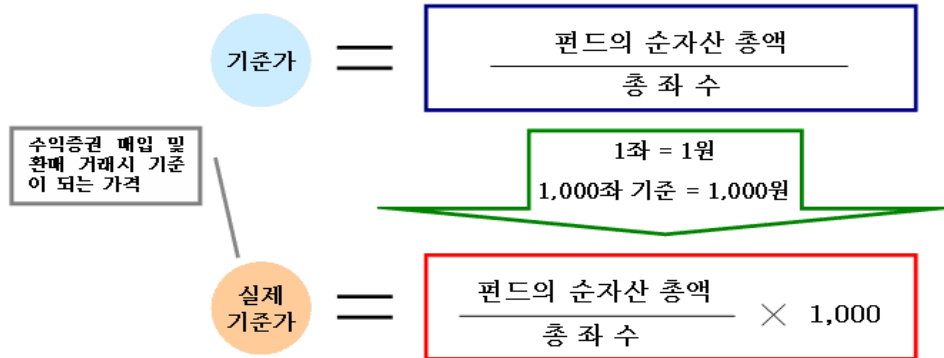 기준가
=
펀드의 순자산 총액
총 좌 수
수익증권 매입 및
환매 거래시 기준
이 되는 가격
1좌 = 1원
1,000좌 기준 = 1,000원
실제
기준가
=
펀드의 순자산 총액
총 좌 수
× 1,000